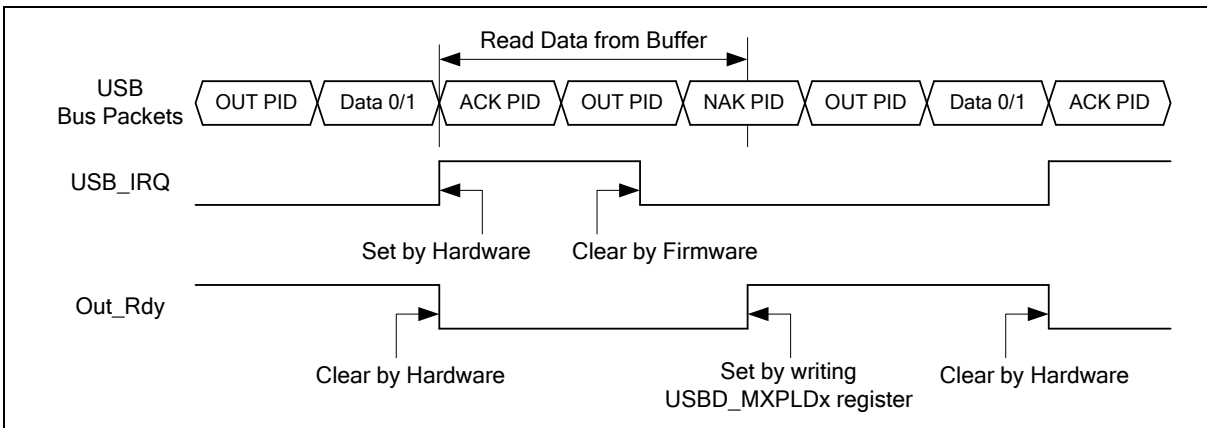 Read Data from Buffer
USB
Bus Packets
OUT PID
Data 0/1
ACK PID
OUT PID
NAK PID
OUT PID
Data 0/1
ACK PID
USB_IRQ
Set by Hardware
Clear by Firmware
Out_Rdy
Clear by Hardware
Set by writing
USBD_MXPLDx register
Clear by Hardware